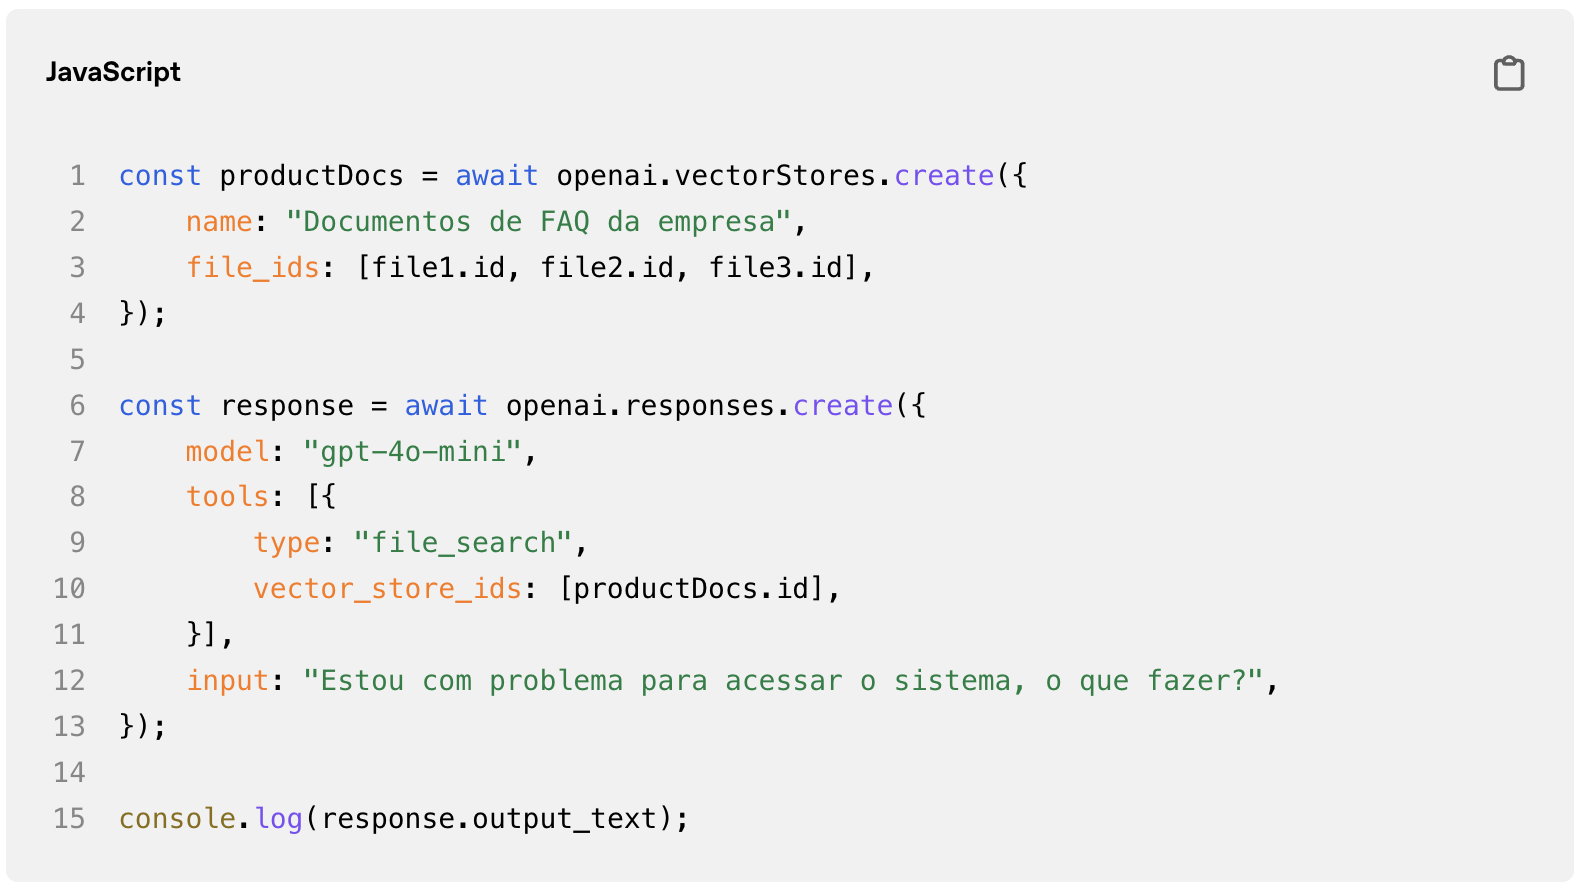 JavaScript
1 const productDocs = await openai.vectorStores.create({
2     name: "Documentos de FAQ da empresa",
3     file_ids: [file1.id, file2.id, file3.id],
4 });
5
6 const response = await openai.responses.create({
7     model: "gpt-4o-mini",
8     tools: [{
9         type: "file_search",
10         vector_store_ids: [productDocs.id],
11     }],
12     input: "Estou com problema para acessar o sistema, o que fazer?",
13 });
14
15 console.log(response.output_text);